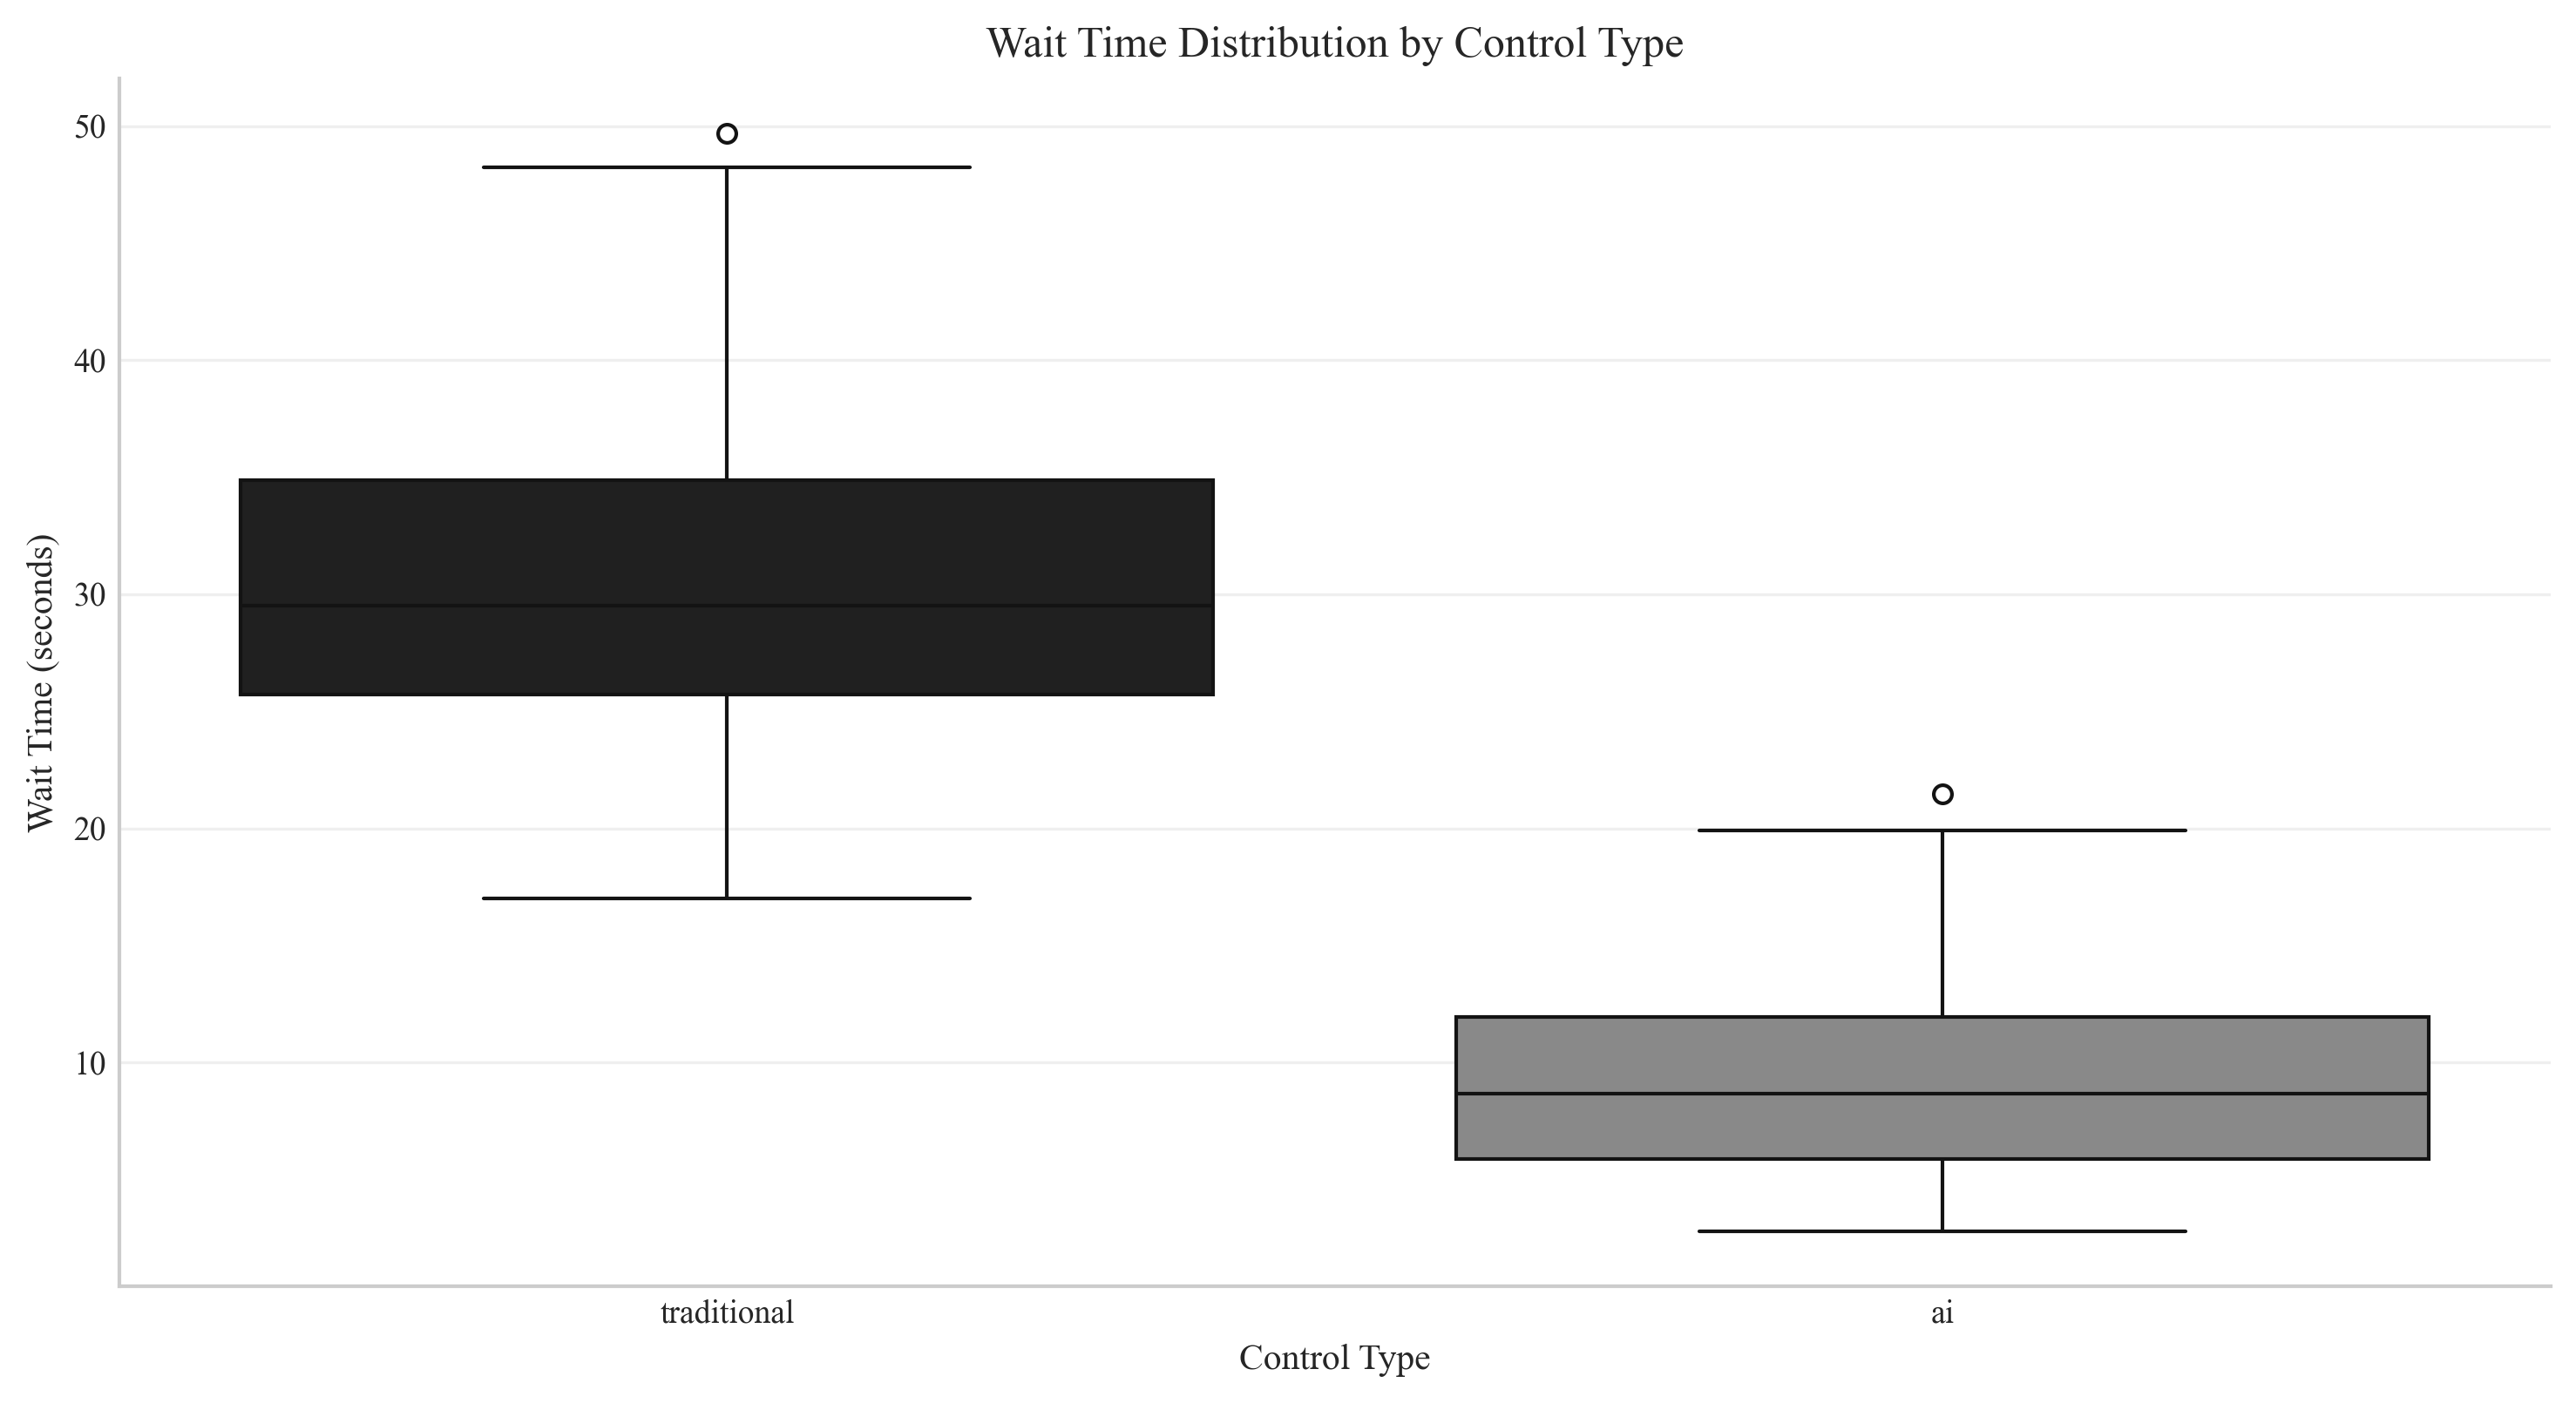 Wait Time Distribution by Control Type
Wait Time (seconds)
50
40
30
20
10
traditional
ai
Control Type